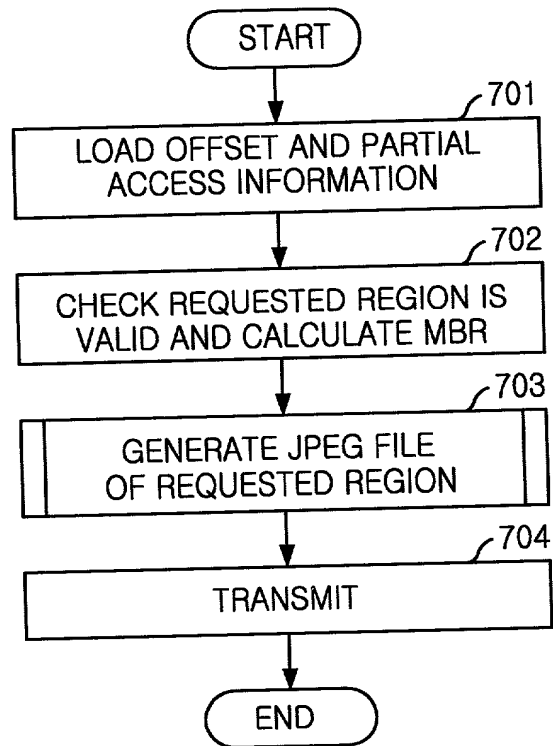 START
701
LOAD OFFSET AND PARTIAL
ACCESS INFORMATION
702
CHECK REQUESTED REGION IS
VALID AND CALCULATE MBR
703
GENERATE JPEG FILE
OF REQUESTED REGION
704
TRANSMIT
END